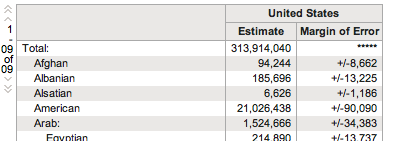 United States
Estimate Margin of Error
1
-
09
of
09
Total: 313,914,040 *****
Afghan 94,244 +/-8,662
Albanian 185,696 +/-13,225
Alsatian 6,626 +/-1,186
American 21,026,438 +/-90,090
Arab: 1,524,666 +/-34,383
Egyptian 214,890 +/-13,737